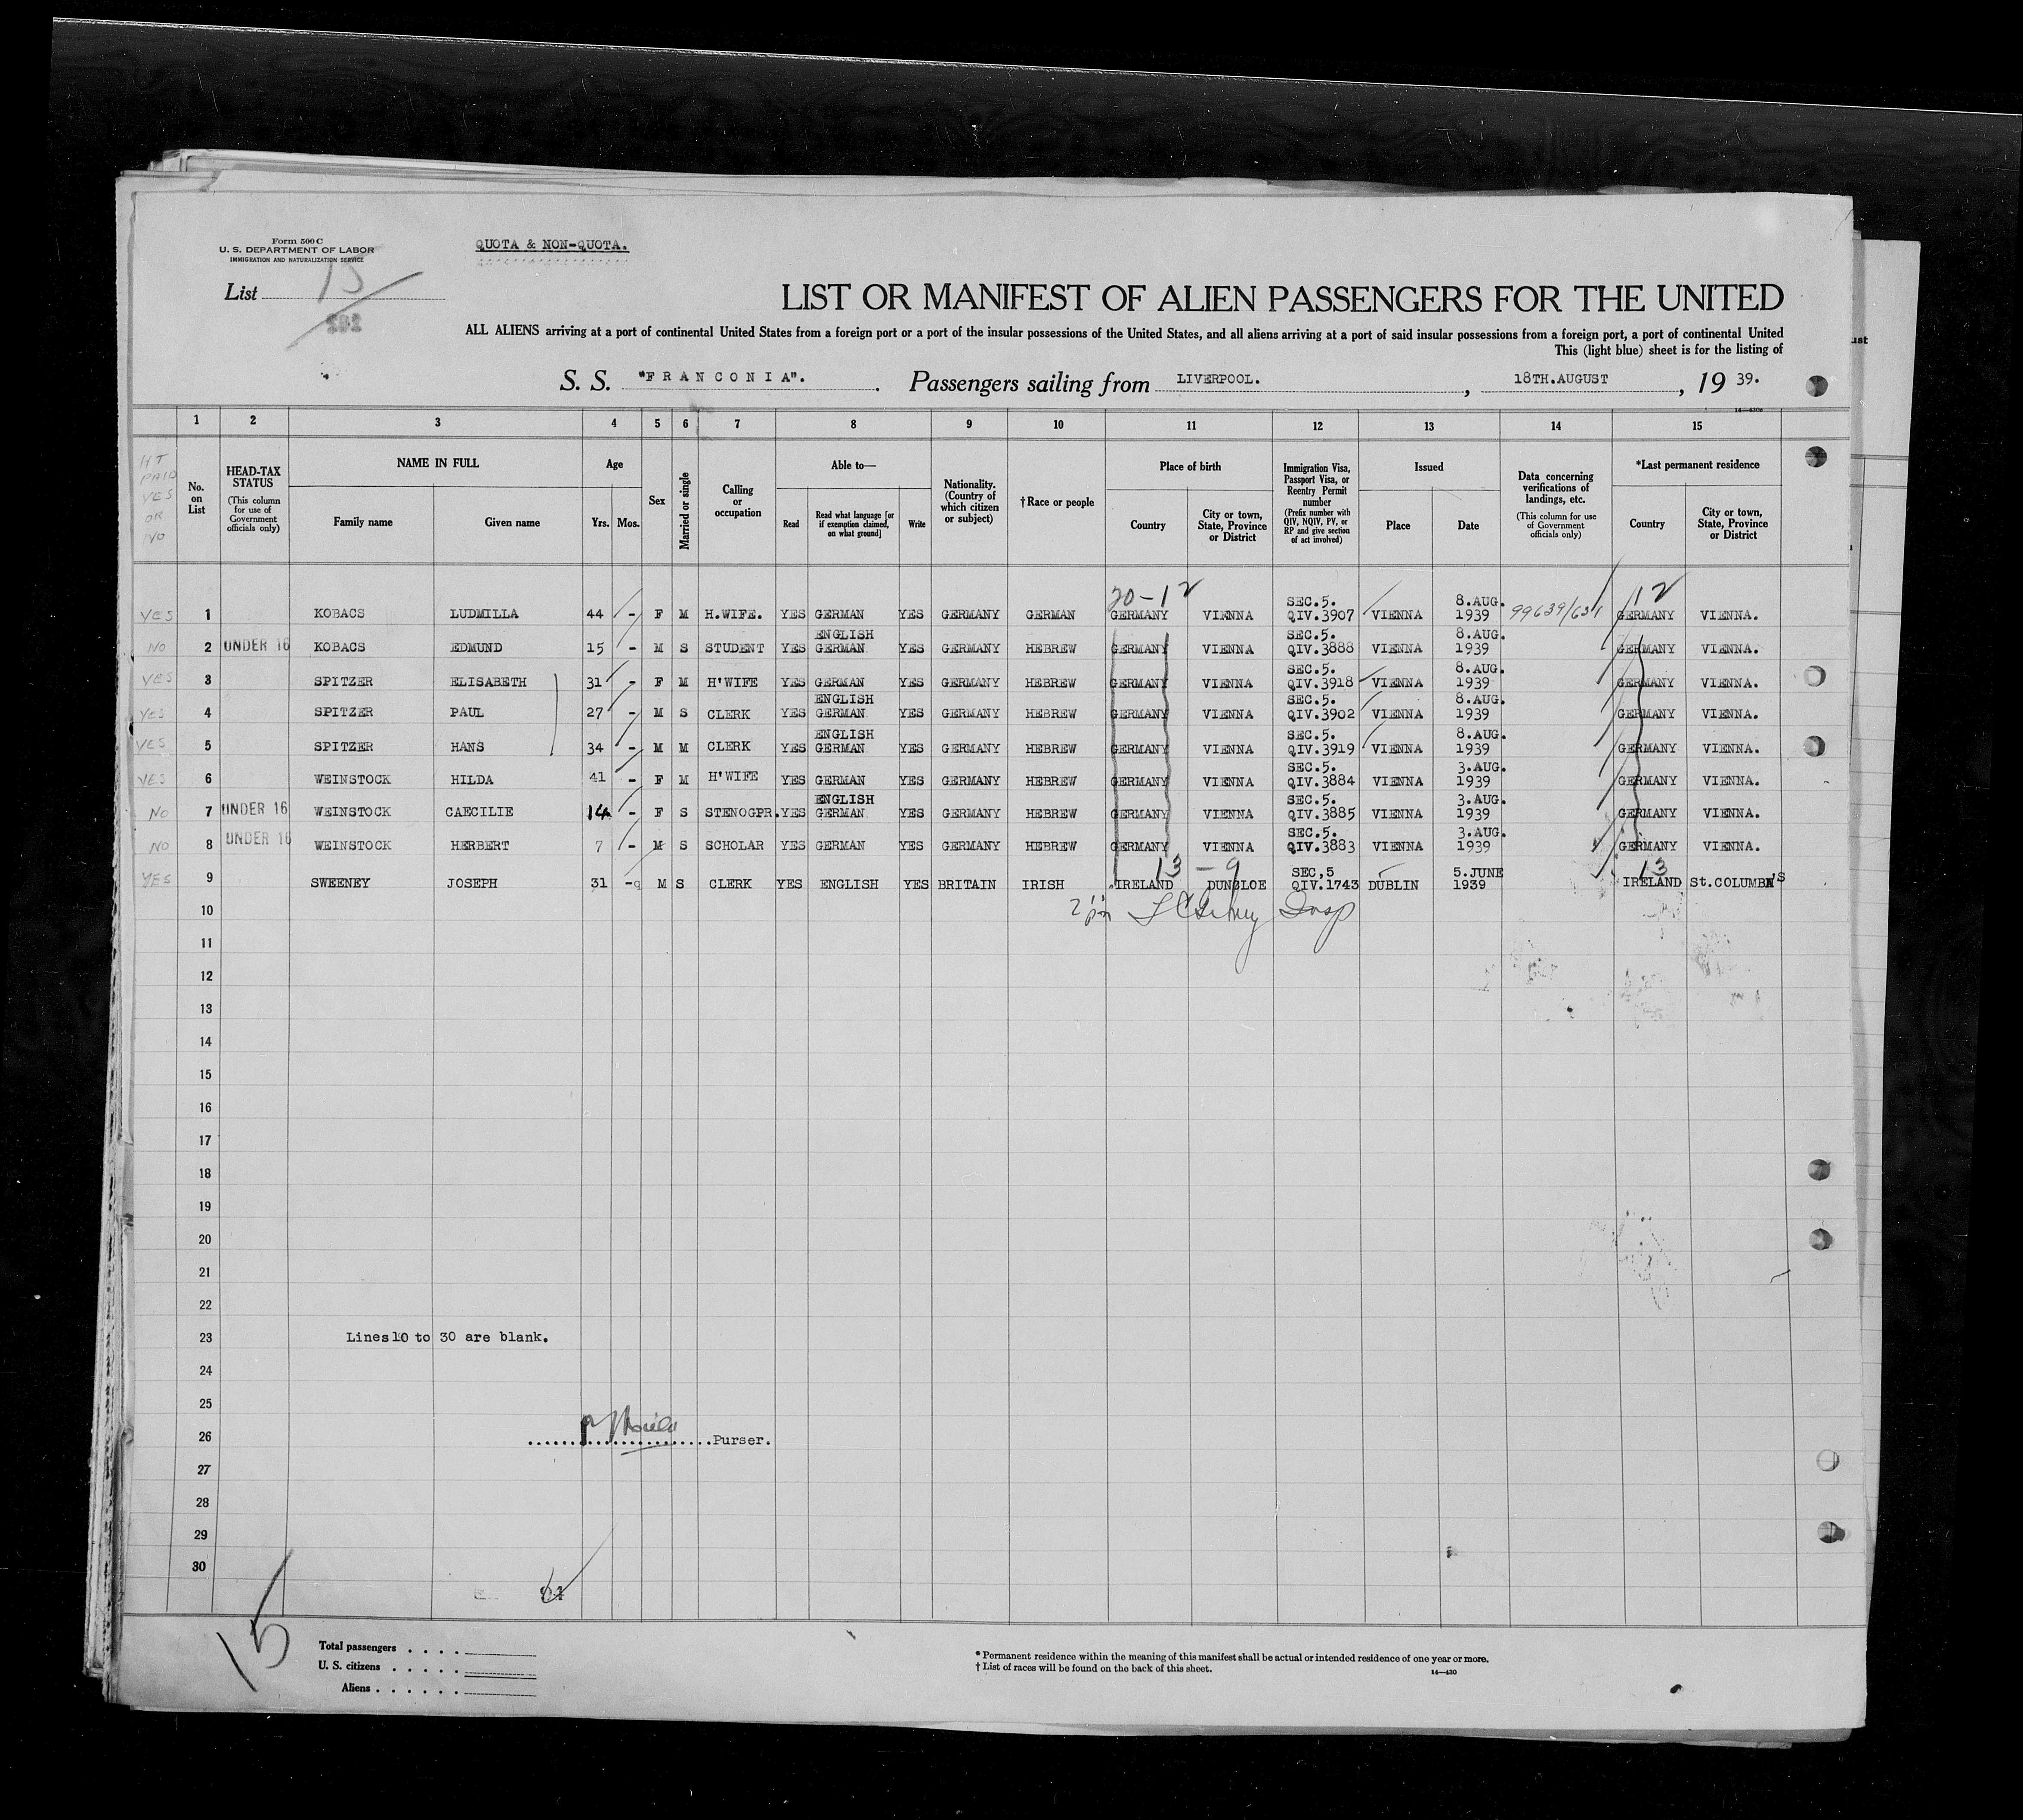 Form 500 C
U. S. DEPARTMENT OF LABOR
IMMIGRATION AND NATURALIZATION SERVICE
QUOTA & NON-QUOTA.
List 15
LIST OR MANIFEST OF ALIEN PASSENGERS FOR THE UNITED
ALL ALIENS arriving at a port of continental United States from a foreign port or a port of the insular possessions of the United States, and all aliens arriving at a port of said insular possessions from a foreign port, a port of continental United
This (light blue) sheet is for the listing of
S. S. "FRANCONIA". Passengers sailing from LIVERPOOL., 18TH.AUGUST, 19 39.
1 2 3 4 5 6 7 8 9 10 11 12 13 14 15
HT PAID YES OR NO
No. on List
HEAD-TAX STATUS (This column for use of Government officials only)
NAME IN FULL Family name Given name
Age Yrs. Mos.
Sex
Married or single
Calling or occupation
Able to— Read Read what language [or if exemption claimed, on what ground] Write
Nationality. (Country of which citizen or subject)
†Race or people
Place of birth Country City or town, State, Province or District
Immigration Visa, Passport Visa, or Reentry Permit number (Prefix number with QIV, NQIV, PV, or RP and give section of act involved)
Issued Place Date
Data concerning verifications of landings, etc. (This column for use of Government officials only)
*Last permanent residence Country City or town, State, Province or District
20-12 12
YES 1 KOBACS LUDMILLA 44 - F M H.WIFE. YES GERMAN YES GERMANY GERMAN GERMANY VIENNA SEC.5. QIV.3907 VIENNA 8.AUG. 1939 99639/631 GERMANY VIENNA.
NO 2 UNDER 16 KOBACS EDMUND 15 - M S STUDENT YES ENGLISH GERMAN YES GERMANY HEBREW GERMANY VIENNA SEC.5. QIV.3888 VIENNA 8.AUG. 1939 GERMANY VIENNA.
YES 3 SPITZER ELISABETH 31 - F M H'WIFE YES GERMAN YES GERMANY HEBREW GERMANY VIENNA SEC.5. QIV.3918 VIENNA 8.AUG. 1939 GERMANY VIENNA.
YES 4 SPITZER PAUL 27 - M S CLERK YES ENGLISH GERMAN YES GERMANY HEBREW GERMANY VIENNA SEC.5. QIV.3902 VIENNA 8.AUG. 1939 GERMANY VIENNA.
YES 5 SPITZER HANS 34 - M M CLERK YES ENGLISH GERMAN YES GERMANY HEBREW GERMANY VIENNA SEC.5. QIV.3919 VIENNA 8.AUG. 1939 GERMANY VIENNA.
YES 6 WEINSTOCK HILDA 41 - F M H'WIFE YES GERMAN YES GERMANY HEBREW GERMANY VIENNA SEC.5. QIV.3884 VIENNA 3.AUG. 1939 GERMANY VIENNA.
NO 7 UNDER 16 WEINSTOCK CAECILIE 14 - F S STENOGPR. YES ENGLISH GERMAN YES GERMANY HEBREW GERMANY VIENNA SEC.5. QIV.3885 VIENNA 3.AUG. 1939 GERMANY VIENNA.
NO 8 UNDER 16 WEINSTOCK HERBERT 7 - M S SCHOLAR YES GERMAN YES GERMANY HEBREW GERMANY VIENNA SEC.5. QIV.3883 VIENNA 3.AUG. 1939 GERMANY VIENNA.
13 - 9 13
YES 9 SWEENEY JOSEPH 31 -9 M S CLERK YES ENGLISH YES BRITAIN IRISH IRELAND DUNGLOE SEC,5 QIV.1743 DUBLIN 5.JUNE 1939 IRELAND St.COLUMBA'S
10 Insp
11
12
13
14
15
16
17
18
19
20
21
22
23 Lines 10 to 30 are blank.
24
25
26 Purser.
27
28
29
30
15
Total passengers
U. S. citizens
Aliens
* Permanent residence within the meaning of this manifest shall be actual or intended residence of one year or more.
† List of races will be found on the back of this sheet.
14—430